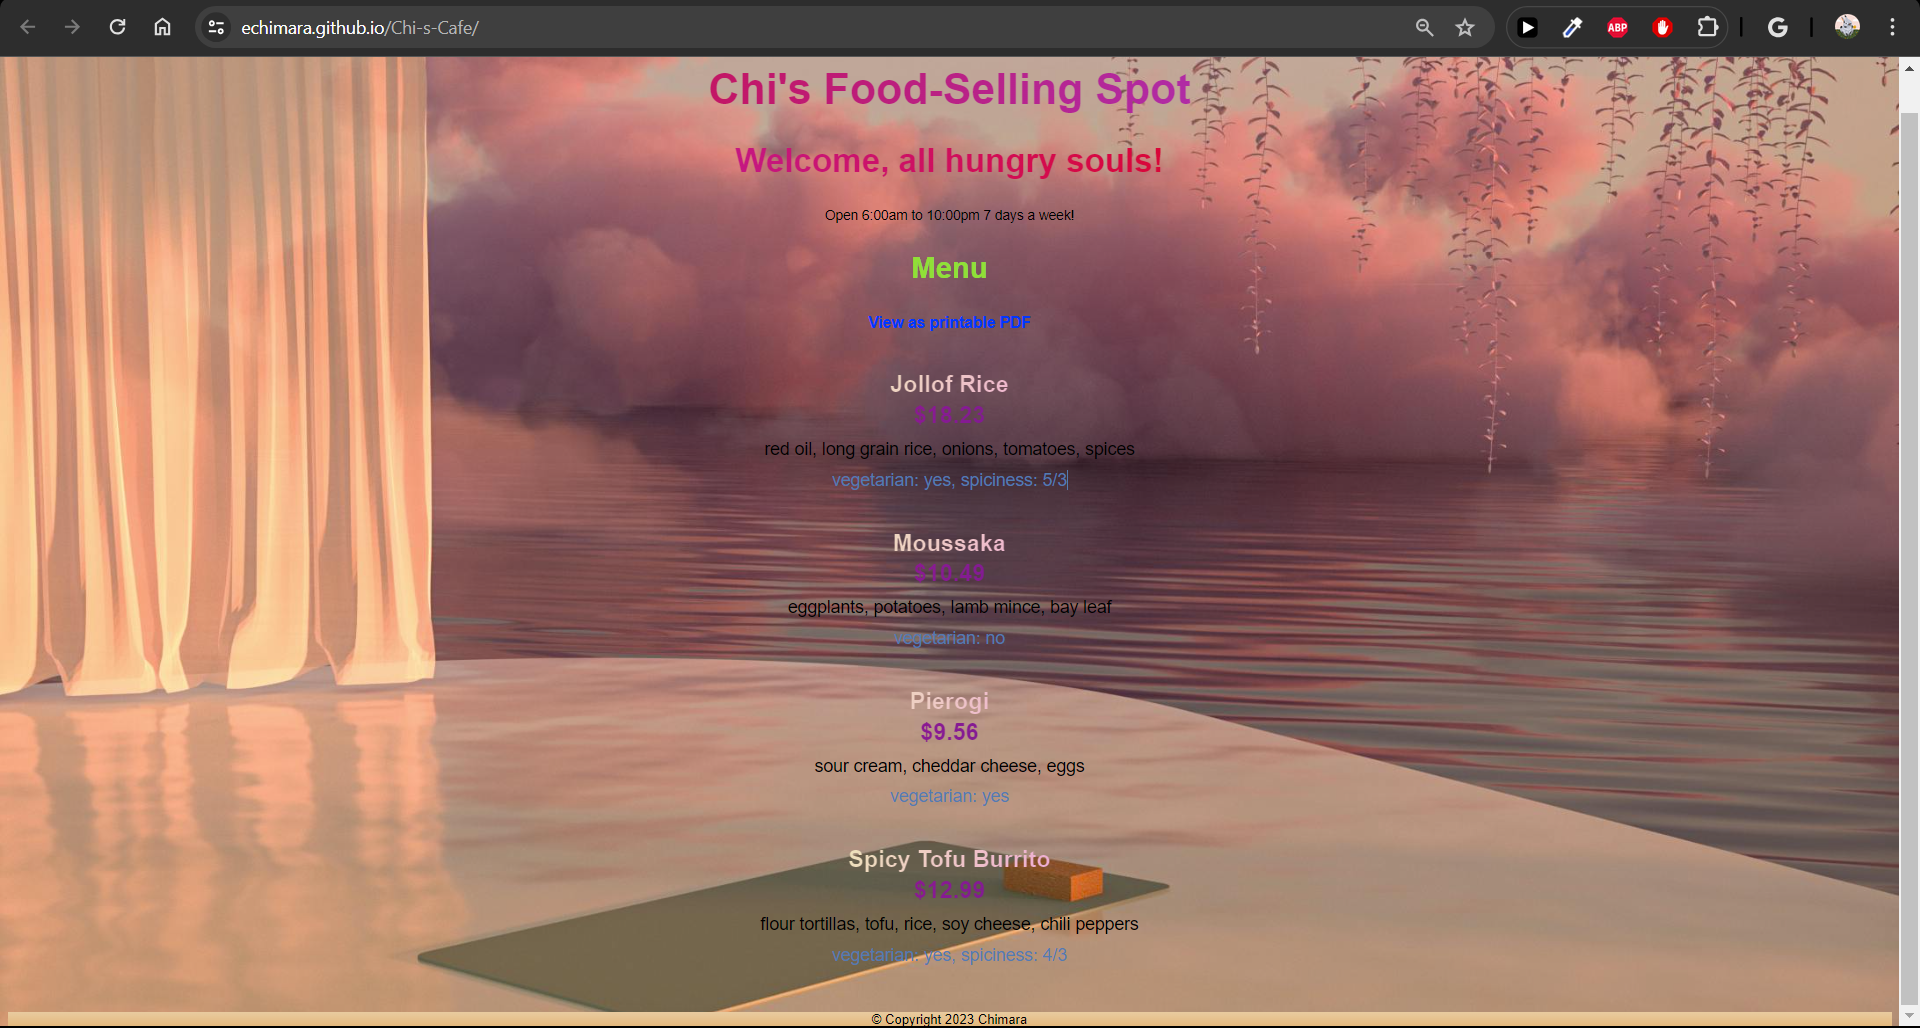 echimara.github.io/Chi-s-Cafe/
ABP
Chi's Food-Selling Spot
Welcome, all hungry souls!
Open 6:00am to 10:00pm 7 days a week!
Menu
View as printable PDF
Jollof Rice
$18.23
red oil, long grain rice, onions, tomatoes, spices
vegetarian: yes, spiciness: 5/3
Moussaka
$10.49
eggplants, potatoes, lamb mince, bay leaf
vegetarian: no
Pierogi
$9.56
sour cream, cheddar cheese, eggs
vegetarian: yes
Spicy Tofu Burrito
$12.99
flour tortillas, tofu, rice, soy cheese, chili peppers
vegetarian: yes, spiciness: 4/3
© Copyright 2023 Chimara